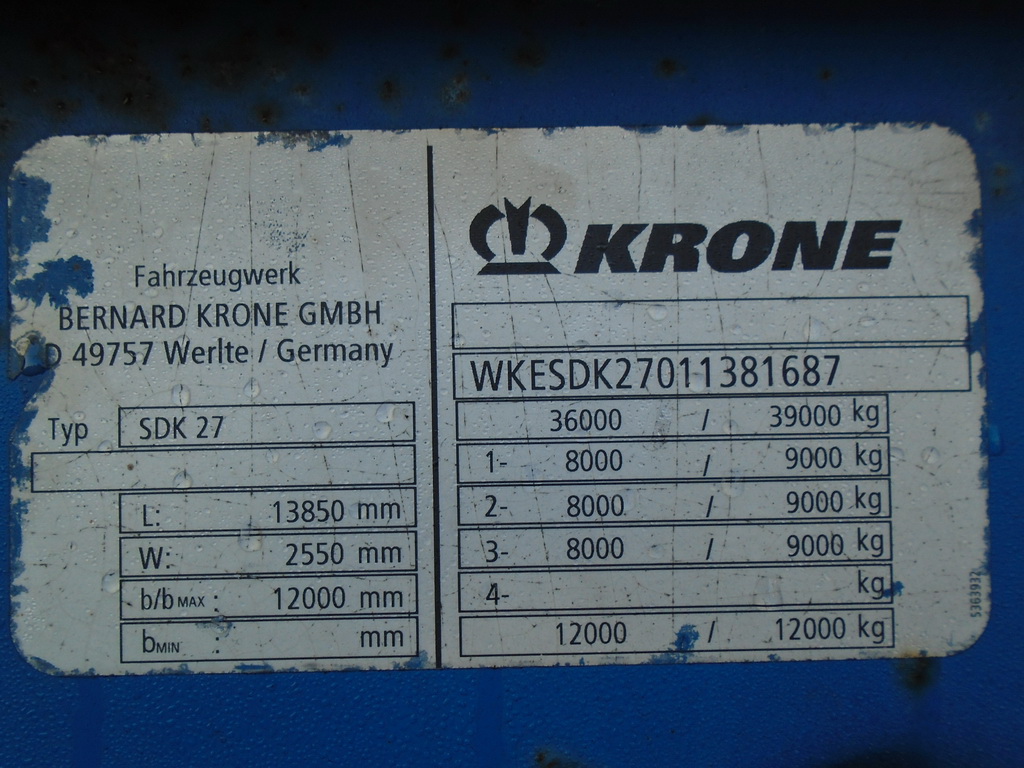 Fahrzeugwerk
BERNARD KRONE GMBH
D 49757 Werlte / Germany
Typ SDK 27
L: 13850 mm
W: 2550 mm
b/bMAX : 12000 mm
bMIN : mm
KRONE
WKESDK27011381687
36000 / 39000 kg
1- 8000 / 9000 kg
2- 8000 / 9000 kg
3- 8000 / 9000 kg
4- kg
12000 / 12000 kg
5363932